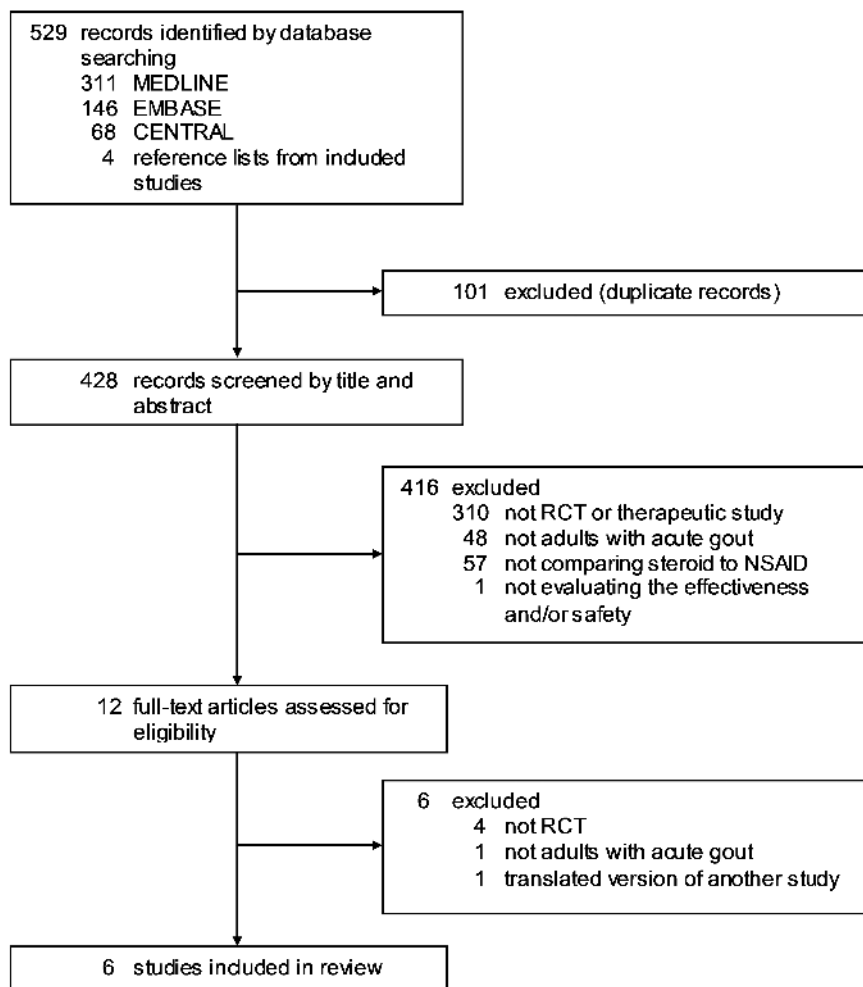 529 records identified by database
searching
311 MEDLINE
146 EMBASE
68 CENTRAL
4 reference lists from included
studies
101 excluded (duplicate records)
428 records screened by title and
abstract
416 excluded
310 not RCT or therapeutic study
48 not adults with acute gout
57 not comparing steroid to NSAID
1 not evaluating the effectiveness
and/or safety
12 full-text articles assessed for
eligibility
6 excluded
4 not RCT
1 not adults with acute gout
1 translated version of another study
6 studies included in review